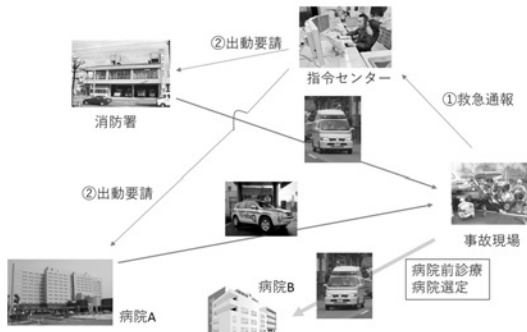 ②出動要請
指令センター
①救急通報
消防署
②出動要請
事故現場
病院前診療
病院選定
病院B
病院A